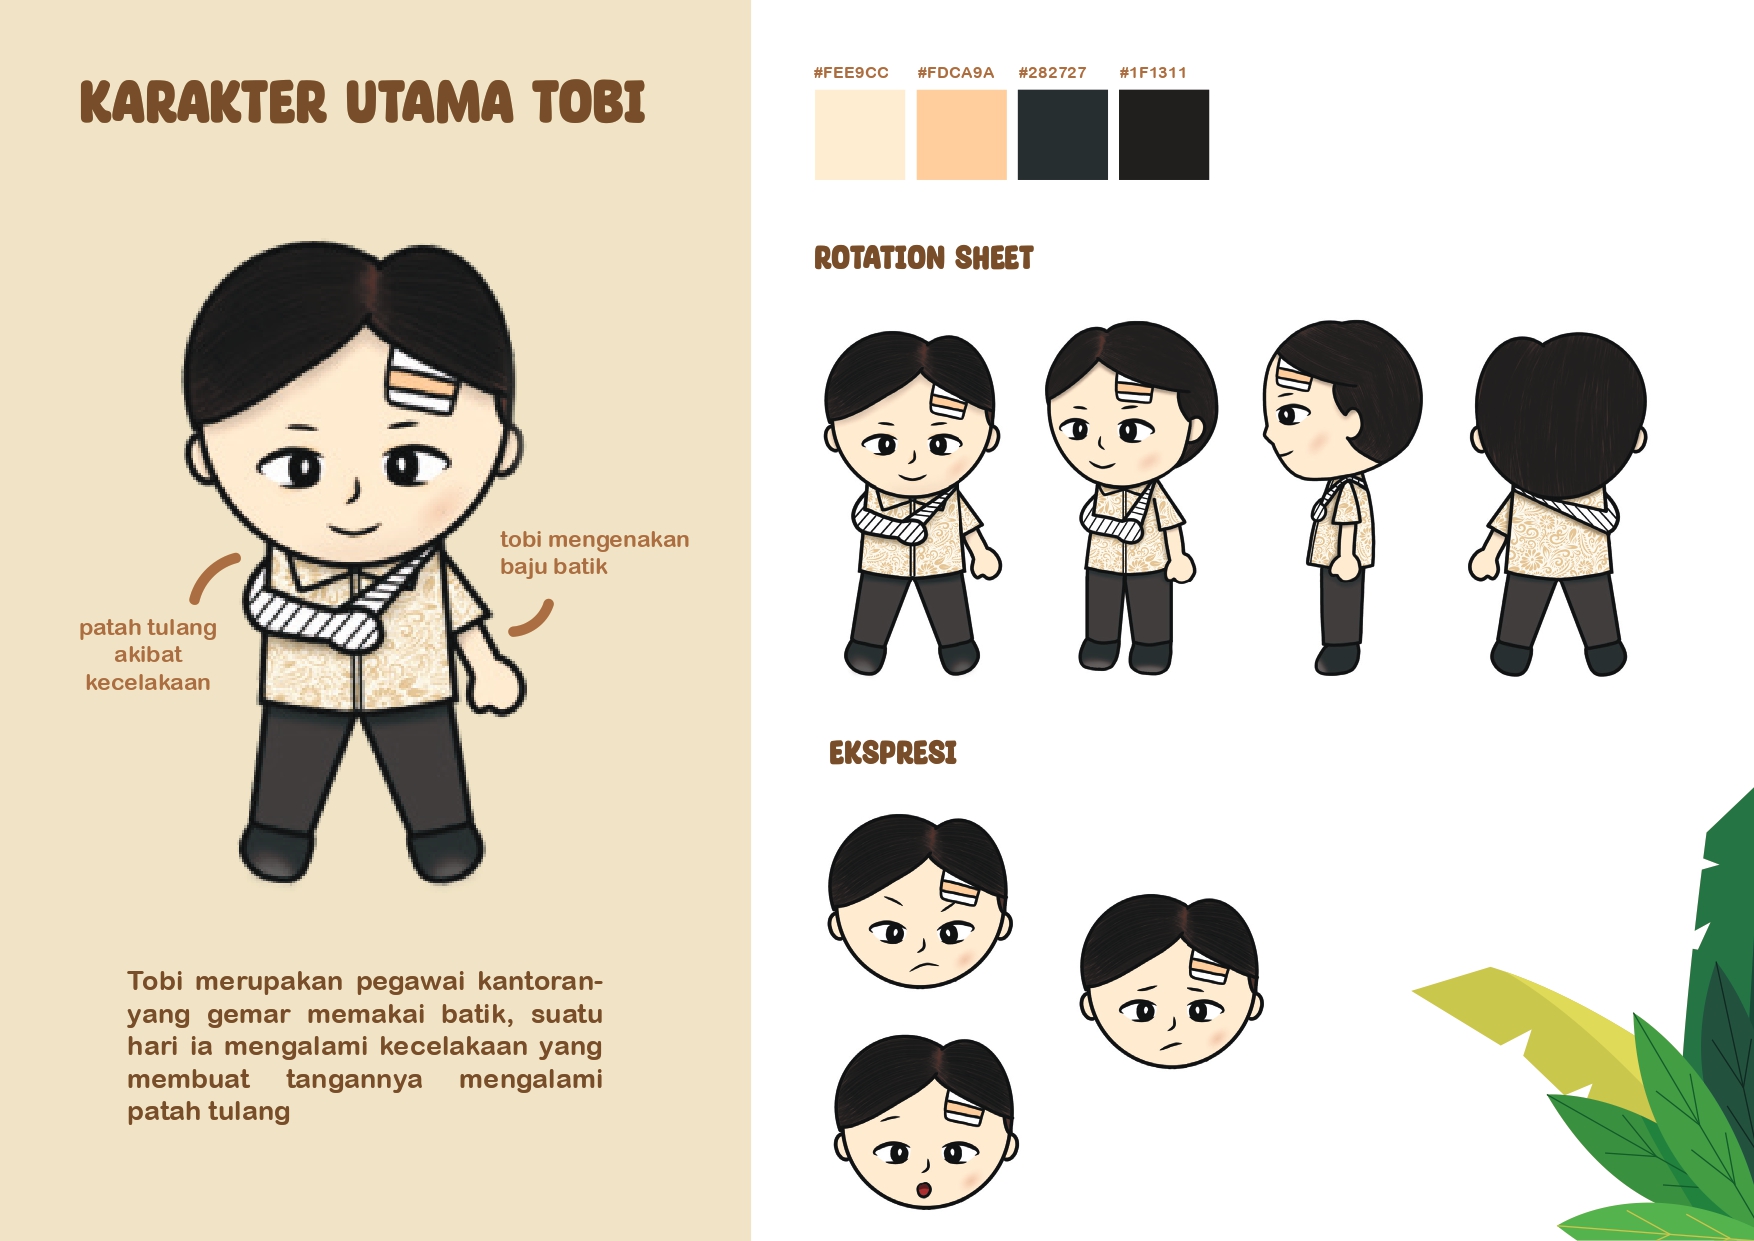 KARAKTER UTAMA TOBI
patah tulang
akibat
kecelakaan
tobi mengenakan
baju batik
Tobi merupakan pegawai kantoran-
yang gemar memakai batik, suatu
hari ia mengalami kecelakaan yang
membuat tangannya mengalami
patah tulang
#FEE9CC #FDCA9A #282727 #1F1311
ROTATION SHEET
EKSPRESI